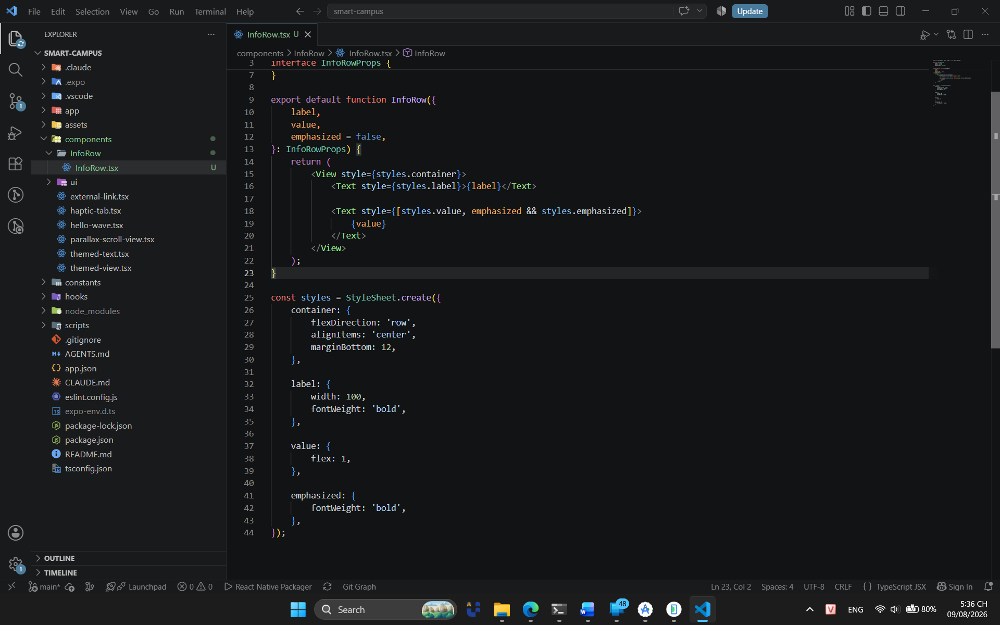 File Edit Selection View Go Run Terminal Help
smart-campus
Update
EXPLORER
InfoRow.tsx U
SMART-CAMPUS
.claude
.expo
.vscode
app
assets
components
InfoRow
InfoRow.tsx U
ui
external-link.tsx
haptic-tab.tsx
hello-wave.tsx
parallax-scroll-view.tsx
themed-text.tsx
themed-view.tsx
constants
hooks
node_modules
scripts
.gitignore
AGENTS.md
app.json
CLAUDE.md
eslint.config.js
expo-env.d.ts
package-lock.json
package.json
README.md
tsconfig.json
OUTLINE
TIMELINE
components > InfoRow > InfoRow.tsx > InfoRow
3 interface InfoRowProps {
7 }
8
9 export default function InfoRow({
10 label,
11 value,
12 emphasized = false,
13 }: InfoRowProps) {
14 return (
15 <View style={styles.container}>
16 <Text style={styles.label}>{label}</Text>
17
18 <Text style={[styles.value, emphasized && styles.emphasized]}>
19 {value}
20 </Text>
21 </View>
22 );
23 }
24
25 const styles = StyleSheet.create({
26 container: {
27 flexDirection: 'row',
28 alignItems: 'center',
29 marginBottom: 12,
30 },
31
32 label: {
33 width: 100,
34 fontWeight: 'bold',
35 },
36
37 value: {
38 flex: 1,
39 },
40
41 emphasized: {
42 fontWeight: 'bold',
43 },
44 });
1
1
main* Launchpad 0 0 React Native Packager Git Graph
Ln 23, Col 2 Spaces: 4 UTF-8 CRLF { } TypeScript JSX Sign In
Search
48
V
ENG
80%
5:36 CH
09/08/2026